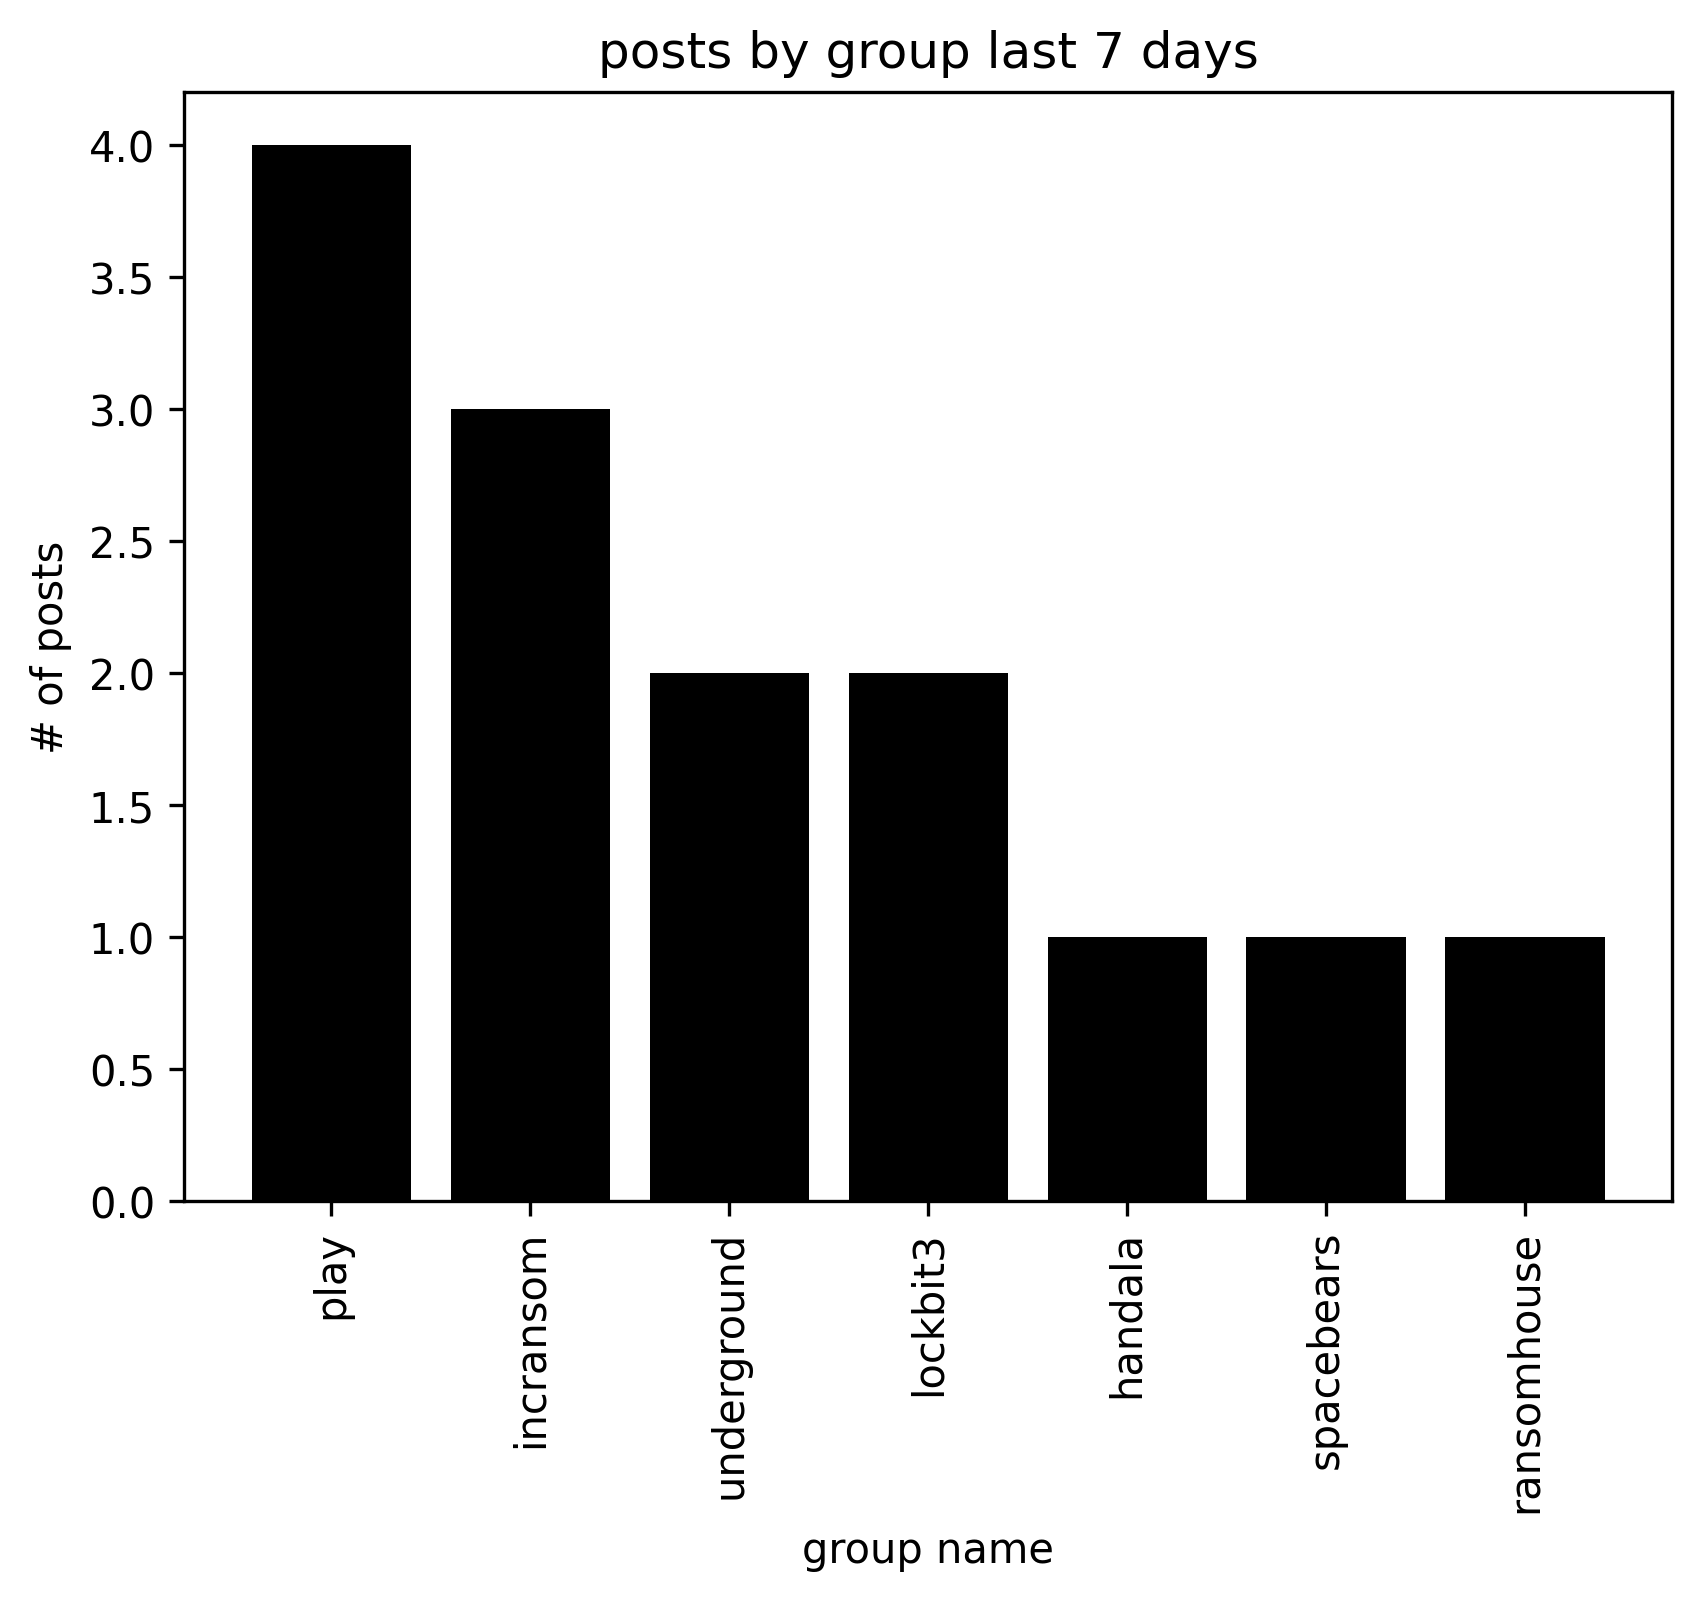 posts by group last 7 days
4.0
3.5
3.0
2.5
2.0
1.5
1.0
0.5
0.0
# of posts
play
incransom
underground
lockbit3
handala
spacebears
ransomhouse
group name